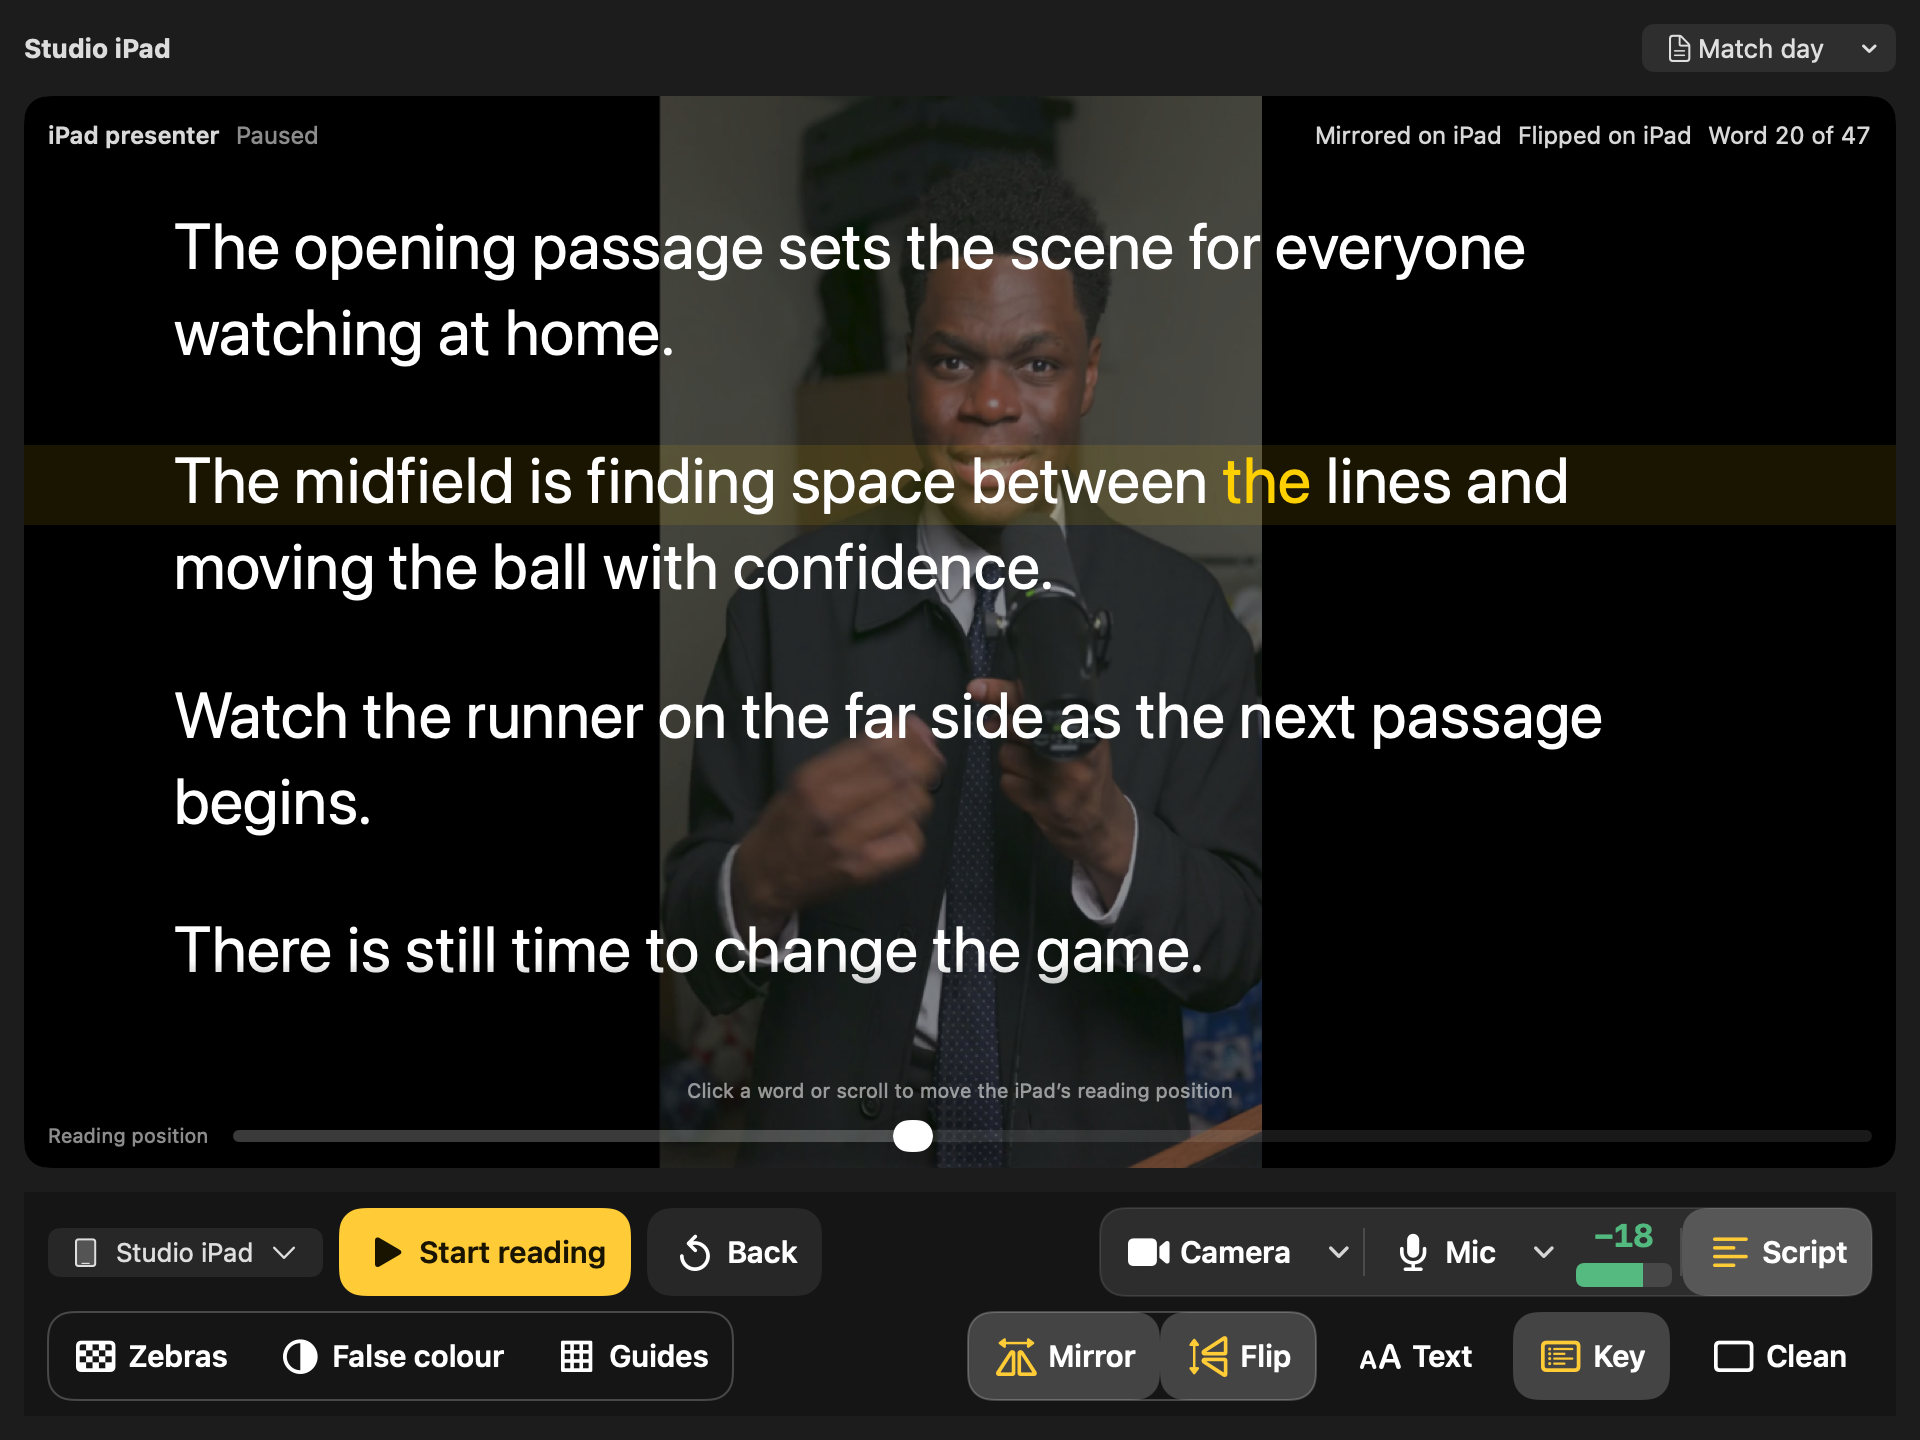 Studio iPad
Match day
iPad presenter Paused
Mirrored on iPad Flipped on iPad Word 20 of 47
The opening passage sets the scene for everyone
watching at home.
The midfield is finding space between the lines and
moving the ball with confidence.
Watch the runner on the far side as the next passage
begins.
There is still time to change the game.
Click a word or scroll to move the iPad’s reading position
Reading position
Studio iPad
Start reading
Back
Camera
Mic
−18
Script
Zebras
False colour
Guides
Mirror
Flip
AA Text
Key
Clean